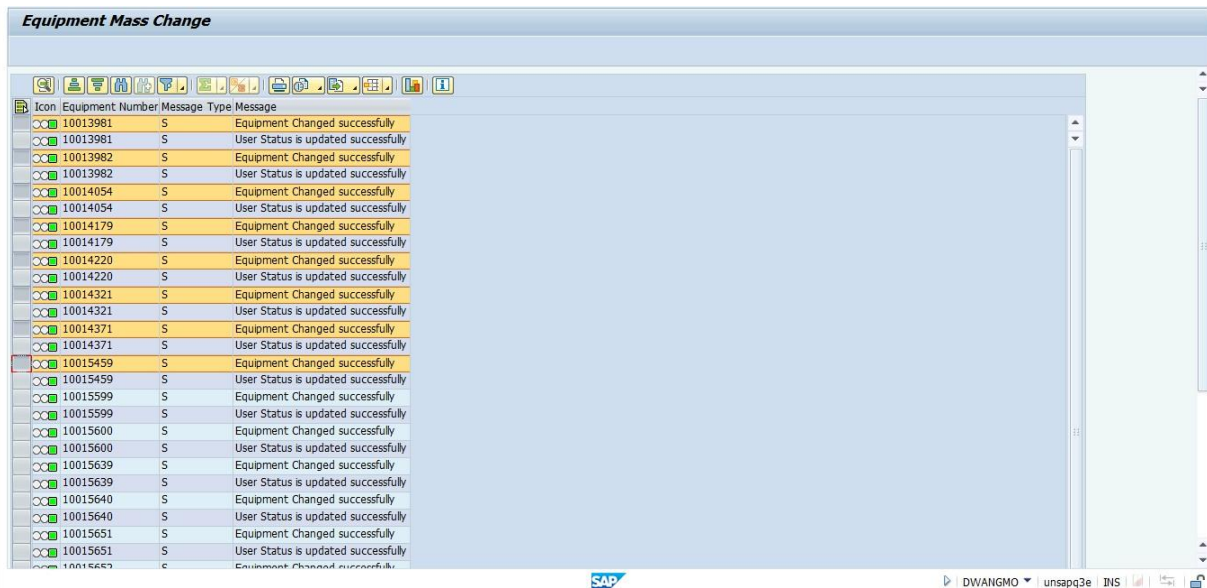 Equipment Mass Change
Icon Equipment Number Message Type Message
10013981 S Equipment Changed successfully
10013981 S User Status is updated successfully
10013982 S Equipment Changed successfully
10013982 S User Status is updated successfully
10014054 S Equipment Changed successfully
10014054 S User Status is updated successfully
10014179 S Equipment Changed successfully
10014179 S User Status is updated successfully
10014220 S Equipment Changed successfully
10014220 S User Status is updated successfully
10014321 S Equipment Changed successfully
10014321 S User Status is updated successfully
10014371 S Equipment Changed successfully
10014371 S User Status is updated successfully
10015459 S Equipment Changed successfully
10015459 S User Status is updated successfully
10015599 S Equipment Changed successfully
10015599 S User Status is updated successfully
10015600 S Equipment Changed successfully
10015600 S User Status is updated successfully
10015639 S Equipment Changed successfully
10015639 S User Status is updated successfully
10015640 S Equipment Changed successfully
10015640 S User Status is updated successfully
10015651 S Equipment Changed successfully
10015651 S User Status is updated successfully
10015652 S Equipment Changed successfully
SAP DWANGMO unsapq3e INS